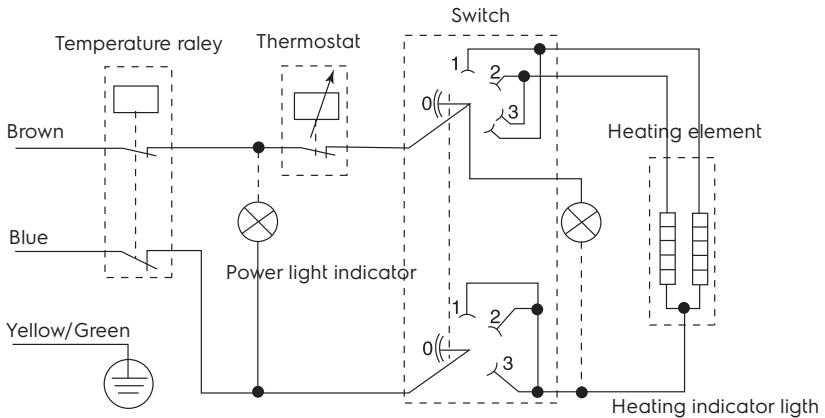 Switch
Temperature raley
Thermostat
1
2
0
3
Brown
Heating element
Blue
Power light indicator
1
2
0
3
Yellow/Green
Heating indicator ligth